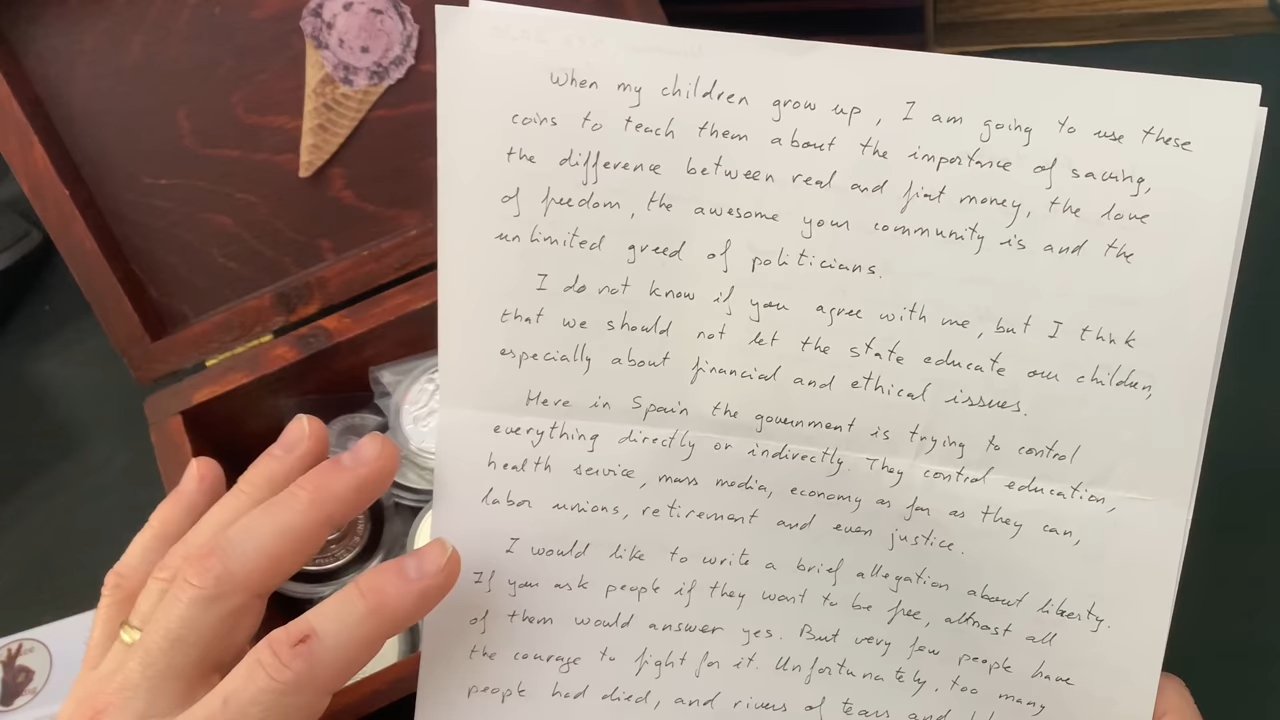 When my children grow up, I am going to use these
coins to teach them about the importance of saving,
the difference between real and fiat money, the love
of freedom, the awesome your community is and the
unlimited greed of politicians.
I do not know if you agree with me, but I think
that we should not let the state educate our children,
especially about financial and ethical issues.
Here in Spain the government is trying to control
everything directly or indirectly. They control education,
health service, mass media, economy as far as they can,
labor unions, retirement and even justice.
I would like to write a brief allegation about liberty.
If you ask people if they want to be free, almost all
of them would answer yes. But very few people have
the courage to fight for it. Unfortunately, too many
people had died, and rivers of tears and